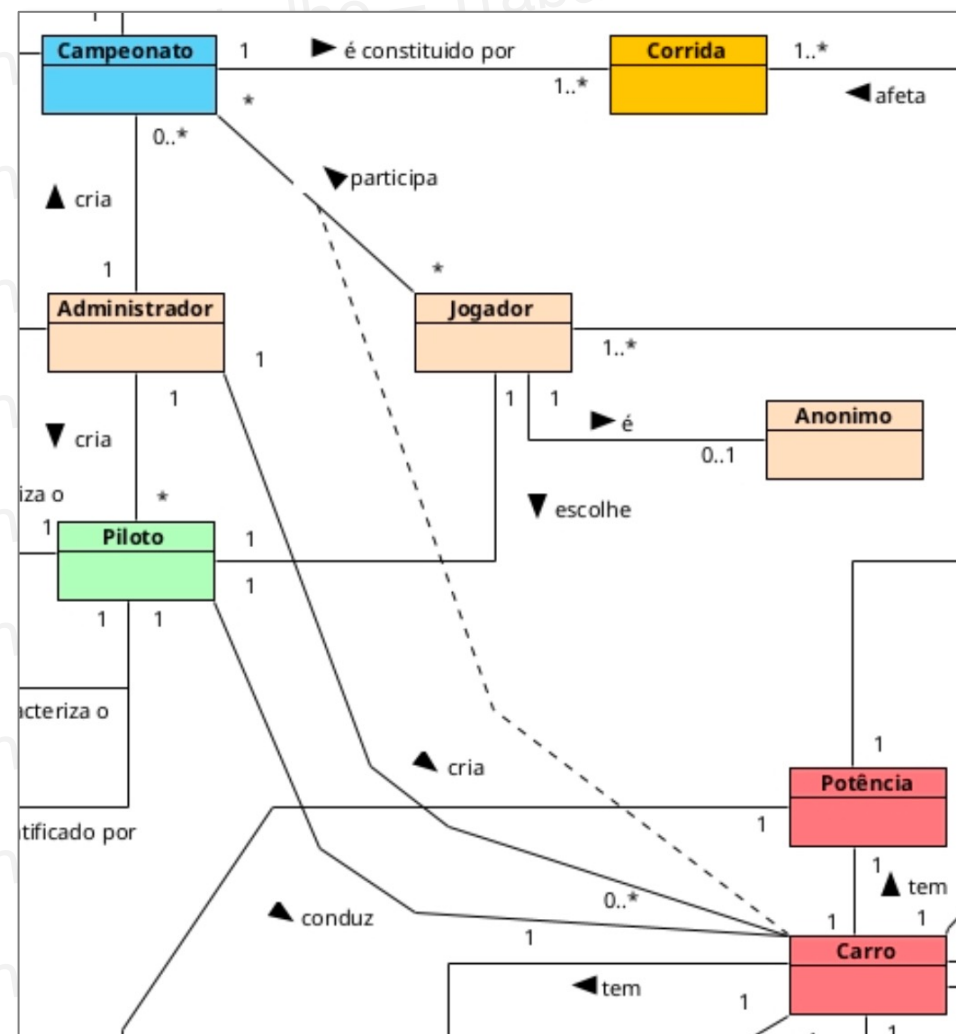 Campeonato
1
é constituido por
Corrida
1..*
1..*
afeta
*
0..*
participa
cria
1
*
Administrador
Jogador
1
1..*
1
1
1
é
Anonimo
0..1
cria
iza o
*
escolhe
1
Piloto
1
1
1
1
acteriza o
1
cria
Potência
1
tificado por
1
tem
0..*
conduz
1
1
1
Carro
tem
1
1